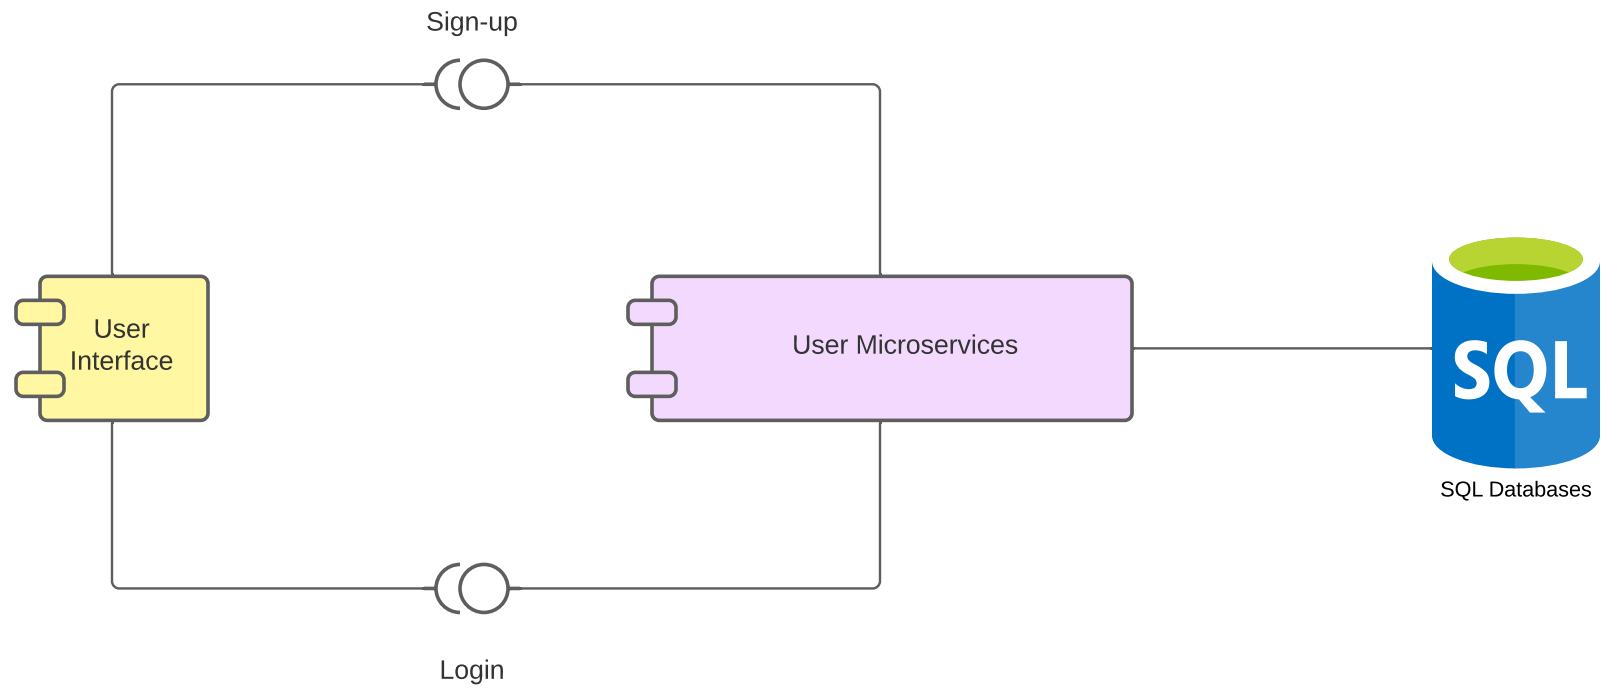 Sign-up
User
Interface
User Microservices
SQL
SQL Databases
Login